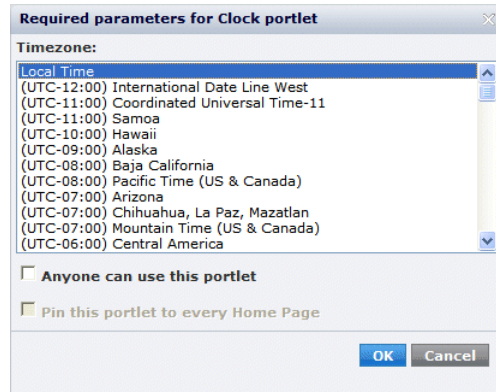 Required parameters for Clock portlet
Timezone:
Local Time
(UTC-12:00) International Date Line West
(UTC-11:00) Coordinated Universal Time-11
(UTC-11:00) Samoa
(UTC-10:00) Hawaii
(UTC-09:00) Alaska
(UTC-08:00) Baja California
(UTC-08:00) Pacific Time (US & Canada)
(UTC-07:00) Arizona
(UTC-07:00) Chihuahua, La Paz, Mazatlan
(UTC-07:00) Mountain Time (US & Canada)
(UTC-06:00) Central America
Anyone can use this portlet
Pin this portlet to every Home Page
OK Cancel